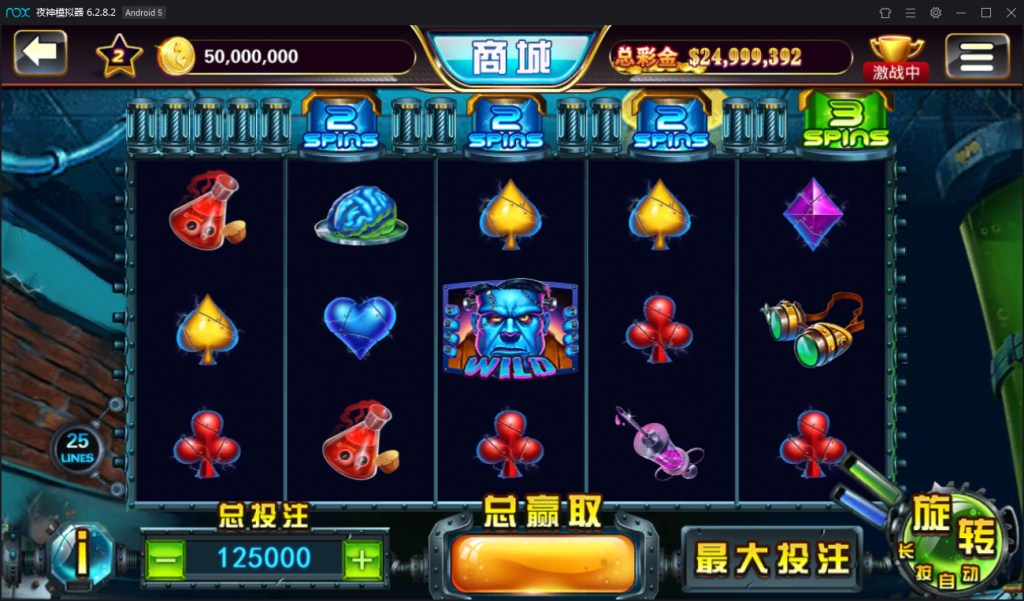 nox 夜神模拟器 6.2.8.2 Android 5
2
50,000,000
商城
总彩金 $24,999,392
激战中
2 SPINS
2 SPINS
2 SPINS
3 SPINS
WILD
25 LINES
i
总投注
− 125000 +
总赢取
最大投注
旋转
长按自动